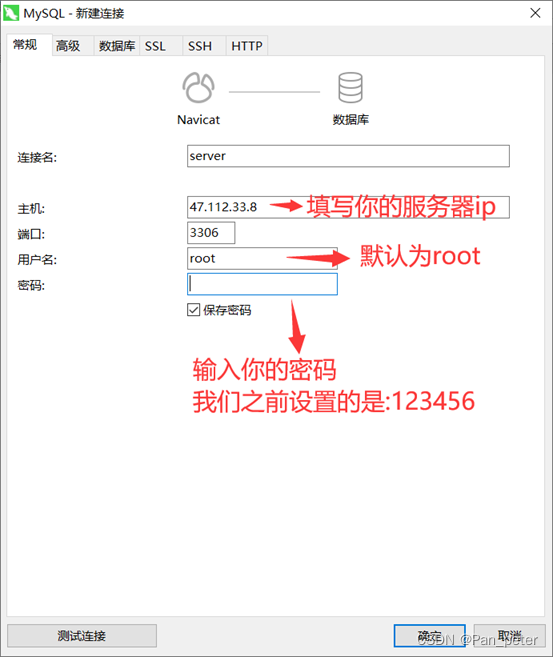 MySQL - 新建连接
常规 高级 数据库 SSL SSH HTTP
Navicat 数据库
连接名: server
主机: 47.112.33.8 填写你的服务器ip
端口: 3306
用户名: root 默认为root
密码:
保存密码
输入你的密码
我们之前设置的是:123456
测试连接 确定 取消
CSDN @Pan_peter